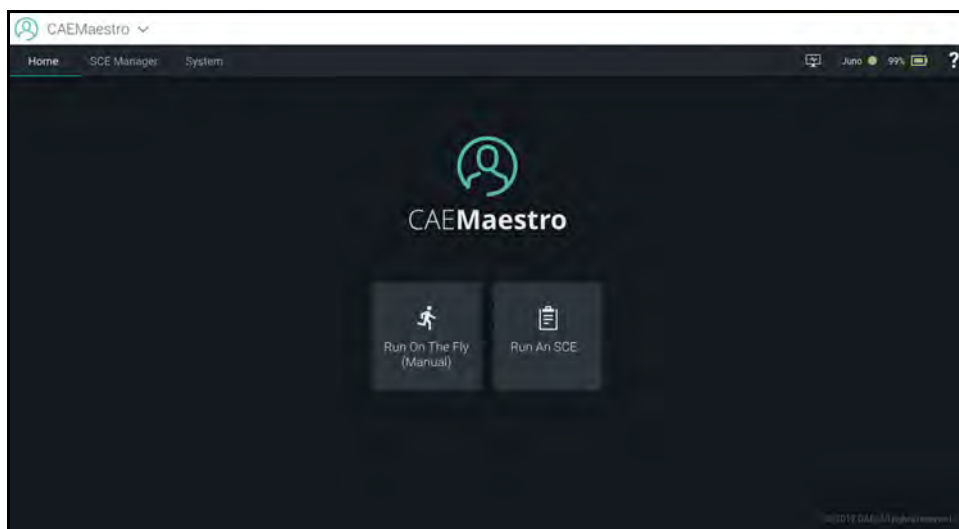 CAEMaestro
Home SCE Manager System Juno 99% ?
CAEMaestro
Run On The Fly
(Manual)
Run An SCE